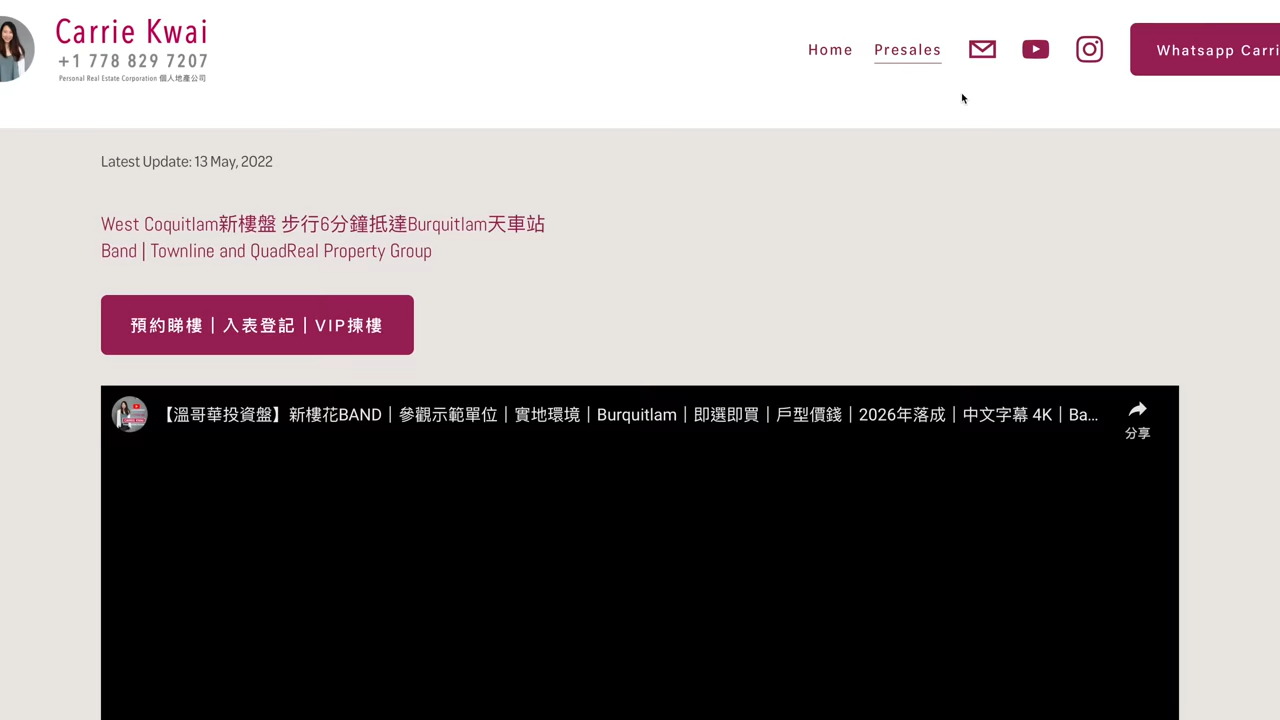 Carrie Kwai
+1 778 829 7207
Personal Real Estate Corporation 個人地產公司
Home
Presales
Whatsapp Carri
Latest Update: 13 May, 2022
West Coquitlam新樓盤 步行6分鐘抵達Burquitlam天車站
Band | Townline and QuadReal Property Group
預約睇樓｜入表登記｜VIP揀樓
【溫哥華投資盤】新樓花BAND｜參觀示範單位｜實地環境｜Burquitlam｜即選即買｜戶型價錢｜2026年落成｜中文字幕 4K｜Ba...
分享